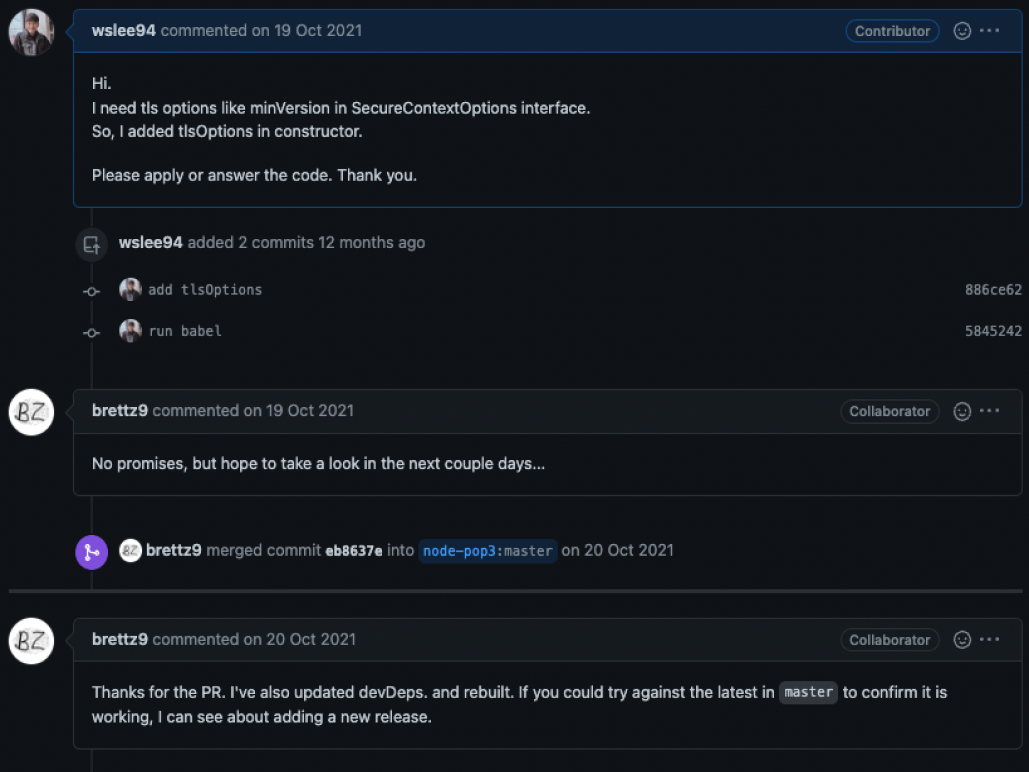 wslee94 commented on 19 Oct 2021 Contributor
Hi.
I need tls options like minVersion in SecureContextOptions interface.
So, I added tlsOptions in constructor.
Please apply or answer the code. Thank you.
wslee94 added 2 commits 12 months ago
add tlsOptions 886ce62
run babel 5845242
BZ
brettz9 commented on 19 Oct 2021 Collaborator
No promises, but hope to take a look in the next couple days...
BZ brettz9 merged commit eb8637e into node-pop3:master on 20 Oct 2021
BZ
brettz9 commented on 20 Oct 2021 Collaborator
Thanks for the PR. I've also updated devDeps. and rebuilt. If you could try against the latest in master to confirm it is
working, I can see about adding a new release.